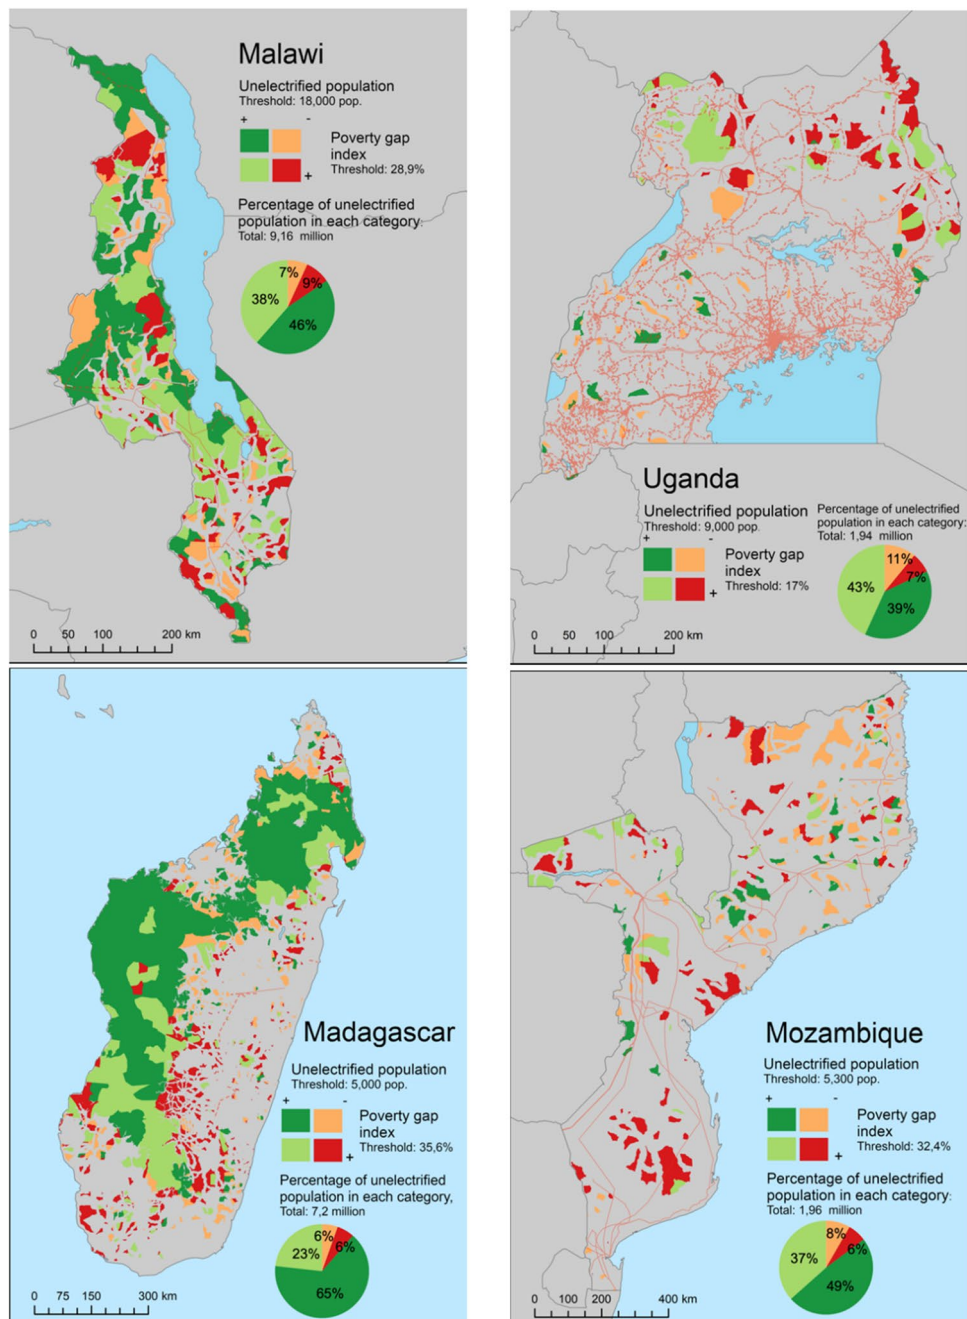 Malawi
Unelectrified population
Threshold: 18,000 pop.
+ -
Poverty gap
index
Threshold: 28,9%
+
Percentage of unelectrified
population in each category:
Total: 9,16 million
7%
9%
38%
46%
0 50 100 200 km
Uganda
Unelectrified population
Threshold: 9,000 pop.
+ -
Poverty gap
index
Threshold: 17%
+
Percentage of unelectrified
population in each category:
Total: 1,94 million
11%
7%
43%
39%
0 50 100 200 km
Madagascar
Unelectrified population
Threshold: 5,000 pop.
+ -
Poverty gap
index
Threshold: 35,6%
+
Percentage of unelectrified
population in each category,
Total: 7,2 million
6%
6%
23%
65%
0 75 150 300 km
Mozambique
Unelectrified population
Threshold: 5,300 pop.
+ -
Poverty gap
index
Threshold: 32,4%
+
Percentage of unelectrified
population in each category:
Total: 1,96 million
8%
6%
37%
49%
0 100 200 400 km